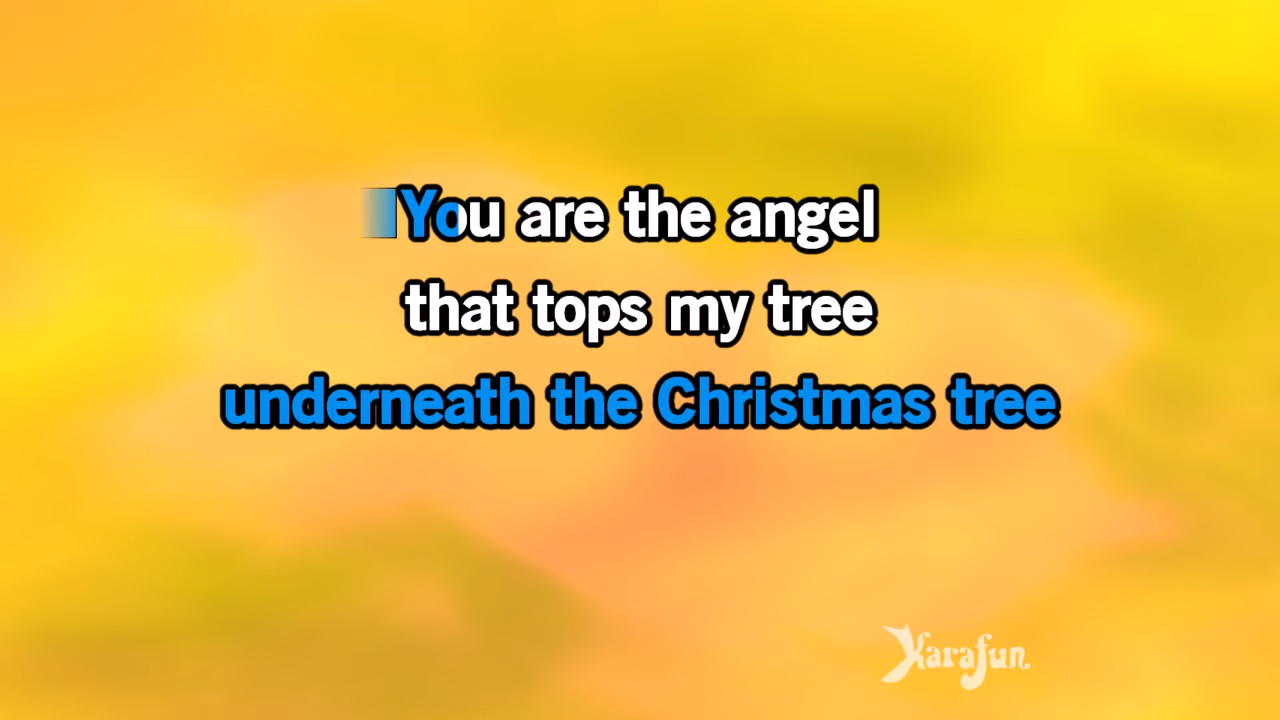 You are the angel
that tops my tree
underneath the Christmas tree
Karafun